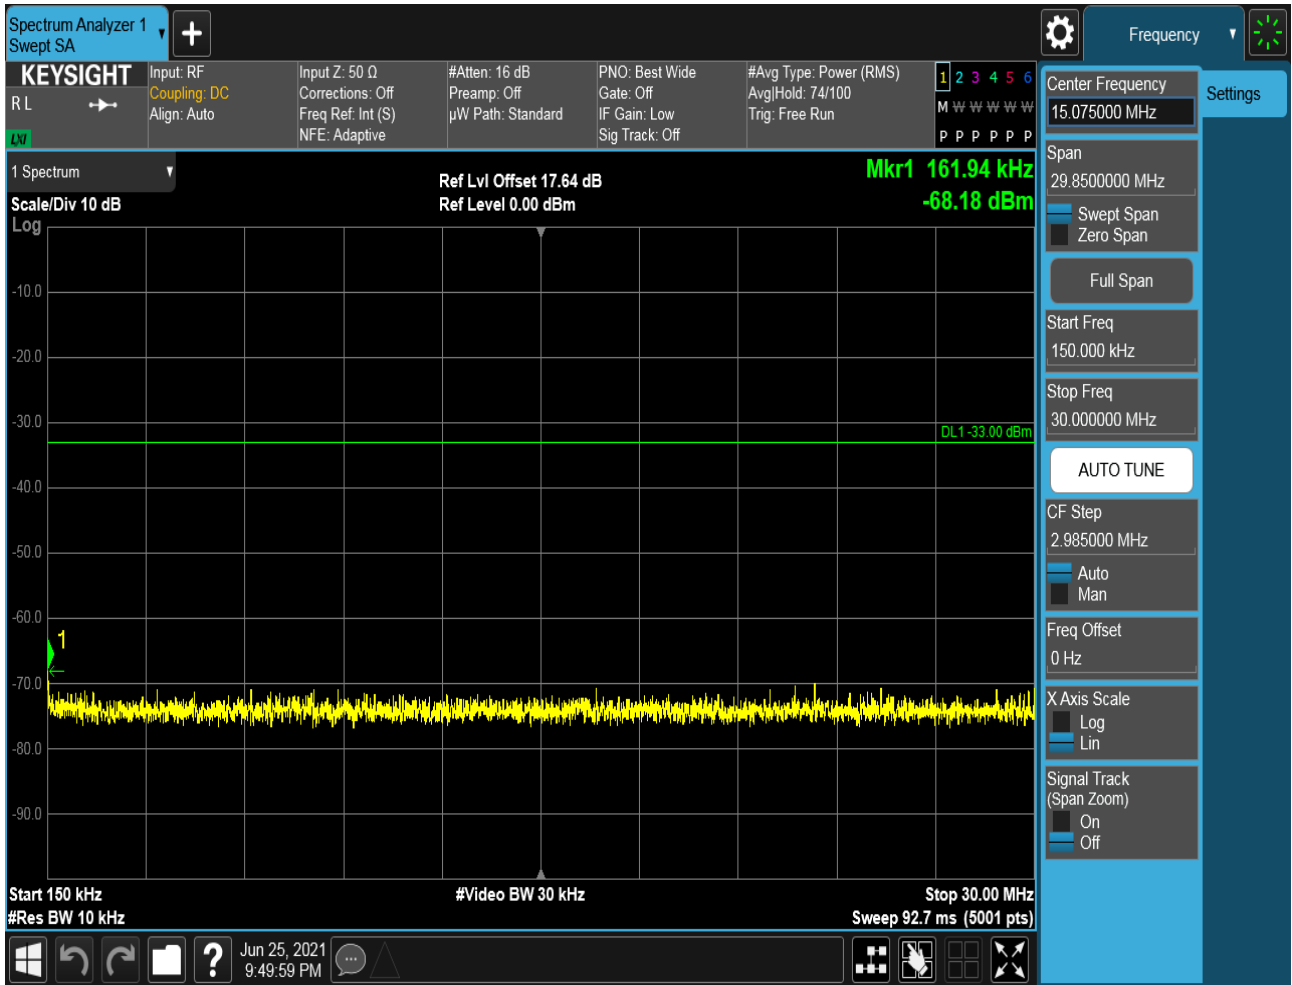 Spectrum Analyzer 1
Swept SA
Frequency
KEYSIGHT
R L
LXI
Input: RF
Coupling: DC
Align: Auto
Input Z: 50 Ω
Corrections: Off
Freq Ref: Int (S)
NFE: Adaptive
#Atten: 16 dB
Preamp: Off
µW Path: Standard
PNO: Best Wide
Gate: Off
IF Gain: Low
Sig Track: Off
#Avg Type: Power (RMS)
Avg|Hold: 74/100
Trig: Free Run
1 2 3 4 5 6
M W W W W W
P P P P P P
1 Spectrum
Scale/Div 10 dB
Log
Ref Lvl Offset 17.64 dB
Ref Level 0.00 dBm
Mkr1 161.94 kHz
-68.18 dBm
-10.0
-20.0
-30.0
DL1 -33.00 dBm
-40.0
-50.0
-60.0
1
-70.0
-80.0
-90.0
Start 150 kHz
#Video BW 30 kHz
Stop 30.00 MHz
#Res BW 10 kHz
Sweep 92.7 ms (5001 pts)
Center Frequency
15.075000 MHz
Settings
Span
29.8500000 MHz
Swept Span
Zero Span
Full Span
Start Freq
150.000 kHz
Stop Freq
30.000000 MHz
AUTO TUNE
CF Step
2.985000 MHz
Auto
Man
Freq Offset
0 Hz
X Axis Scale
Log
Lin
Signal Track
(Span Zoom)
On
Off
?
Jun 25, 2021
9:49:59 PM